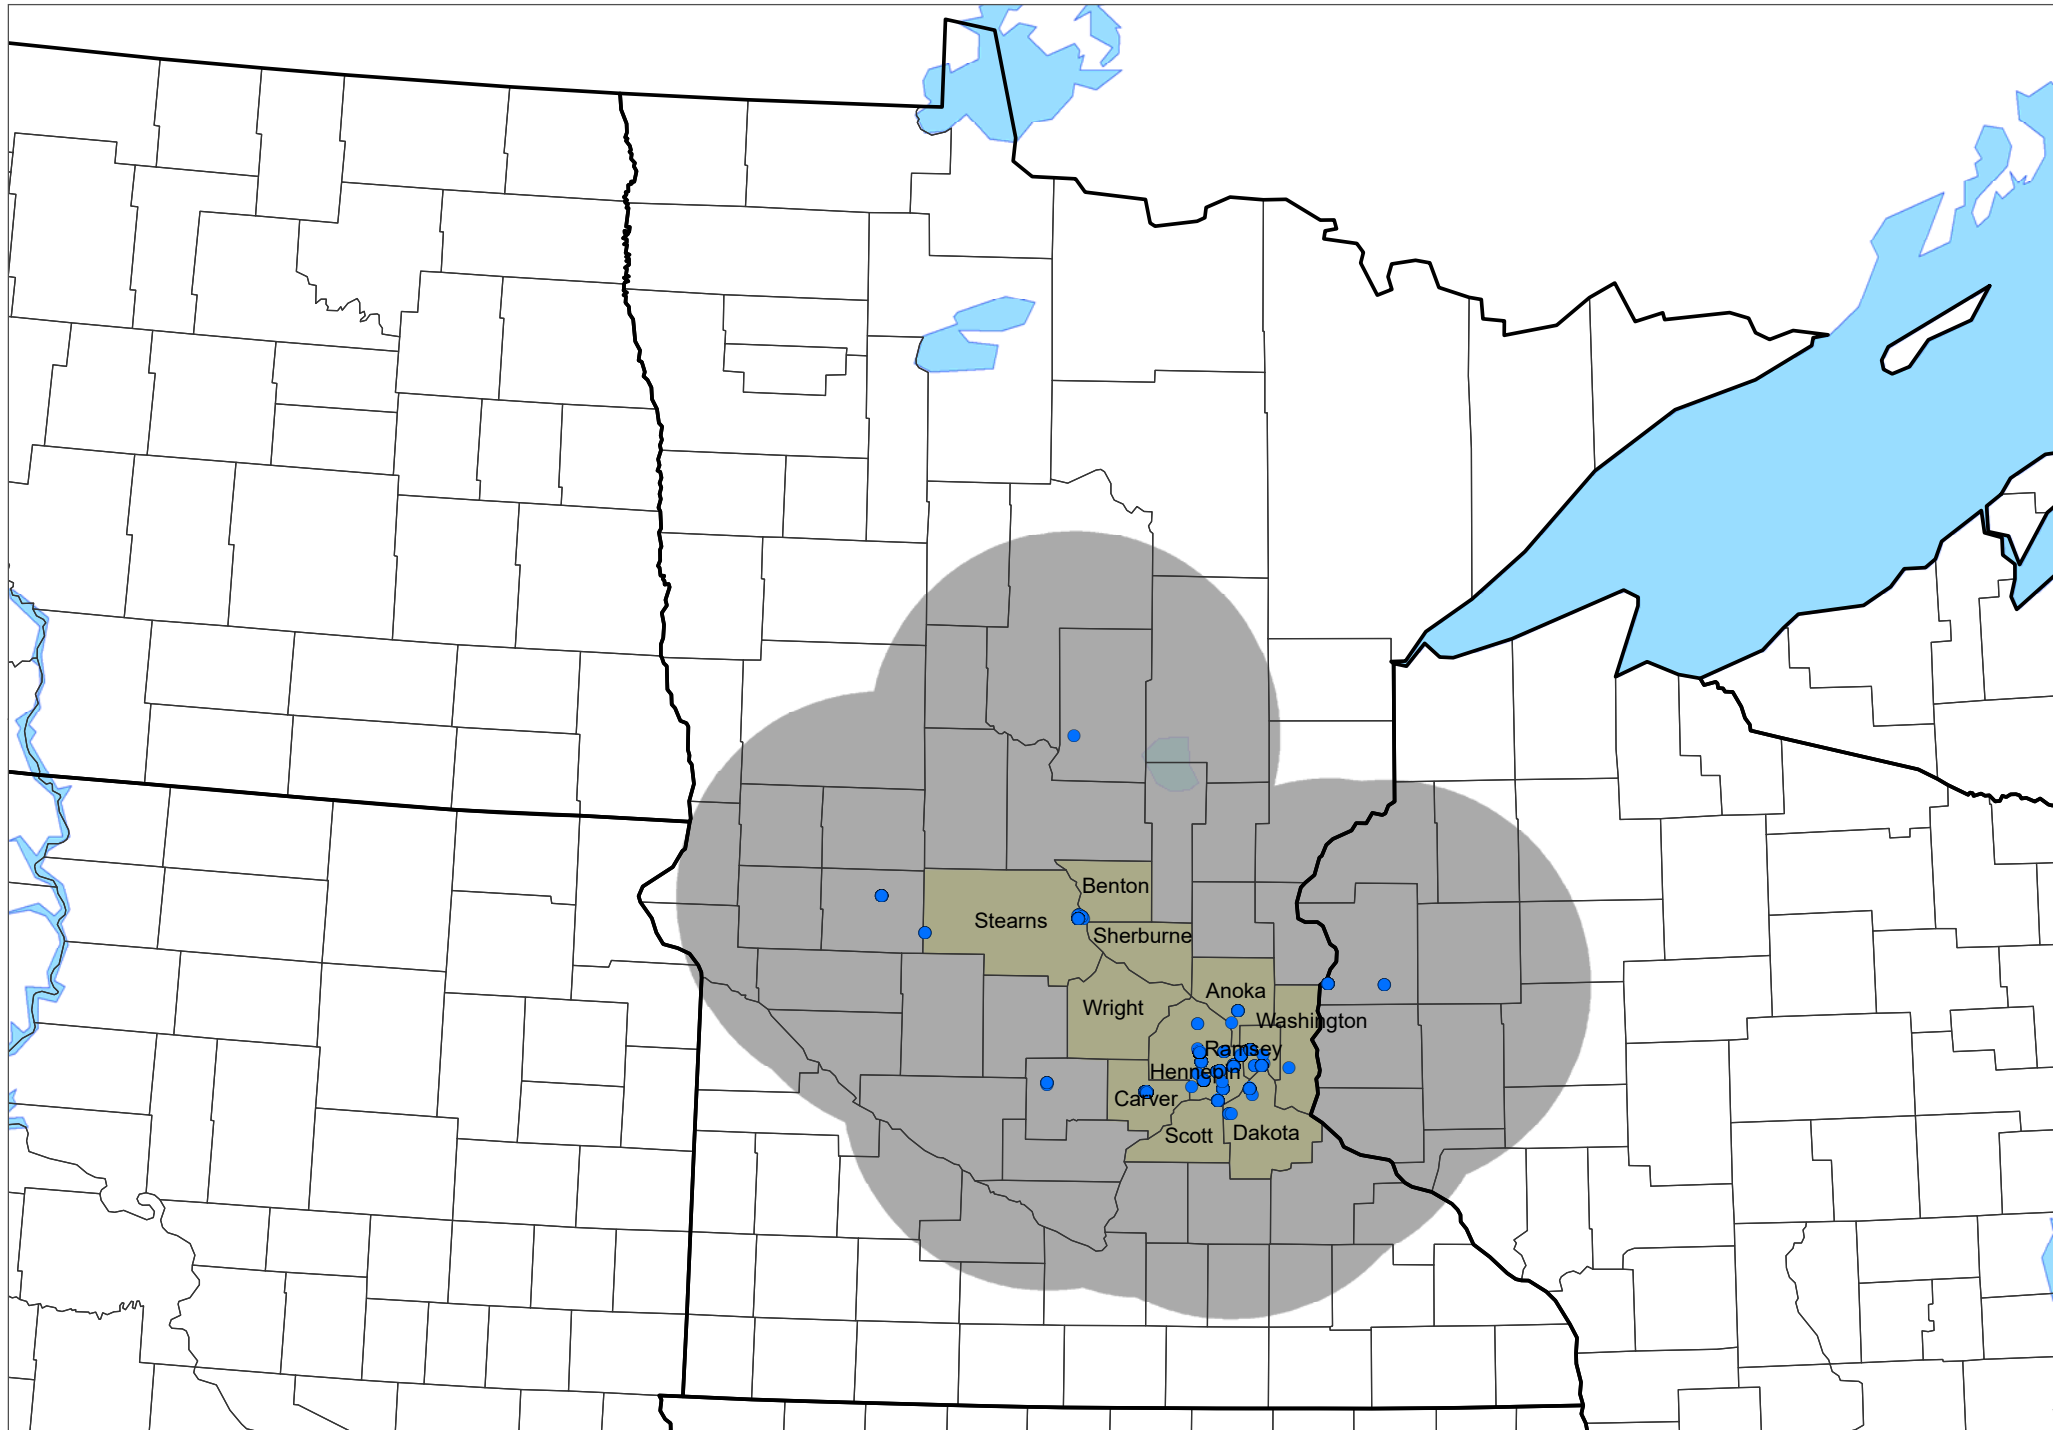 Benton
Stearns
Sherburne
Anoka
Wright
Washington
Ramsey
Hennepin
Carver
Scott
Dakota